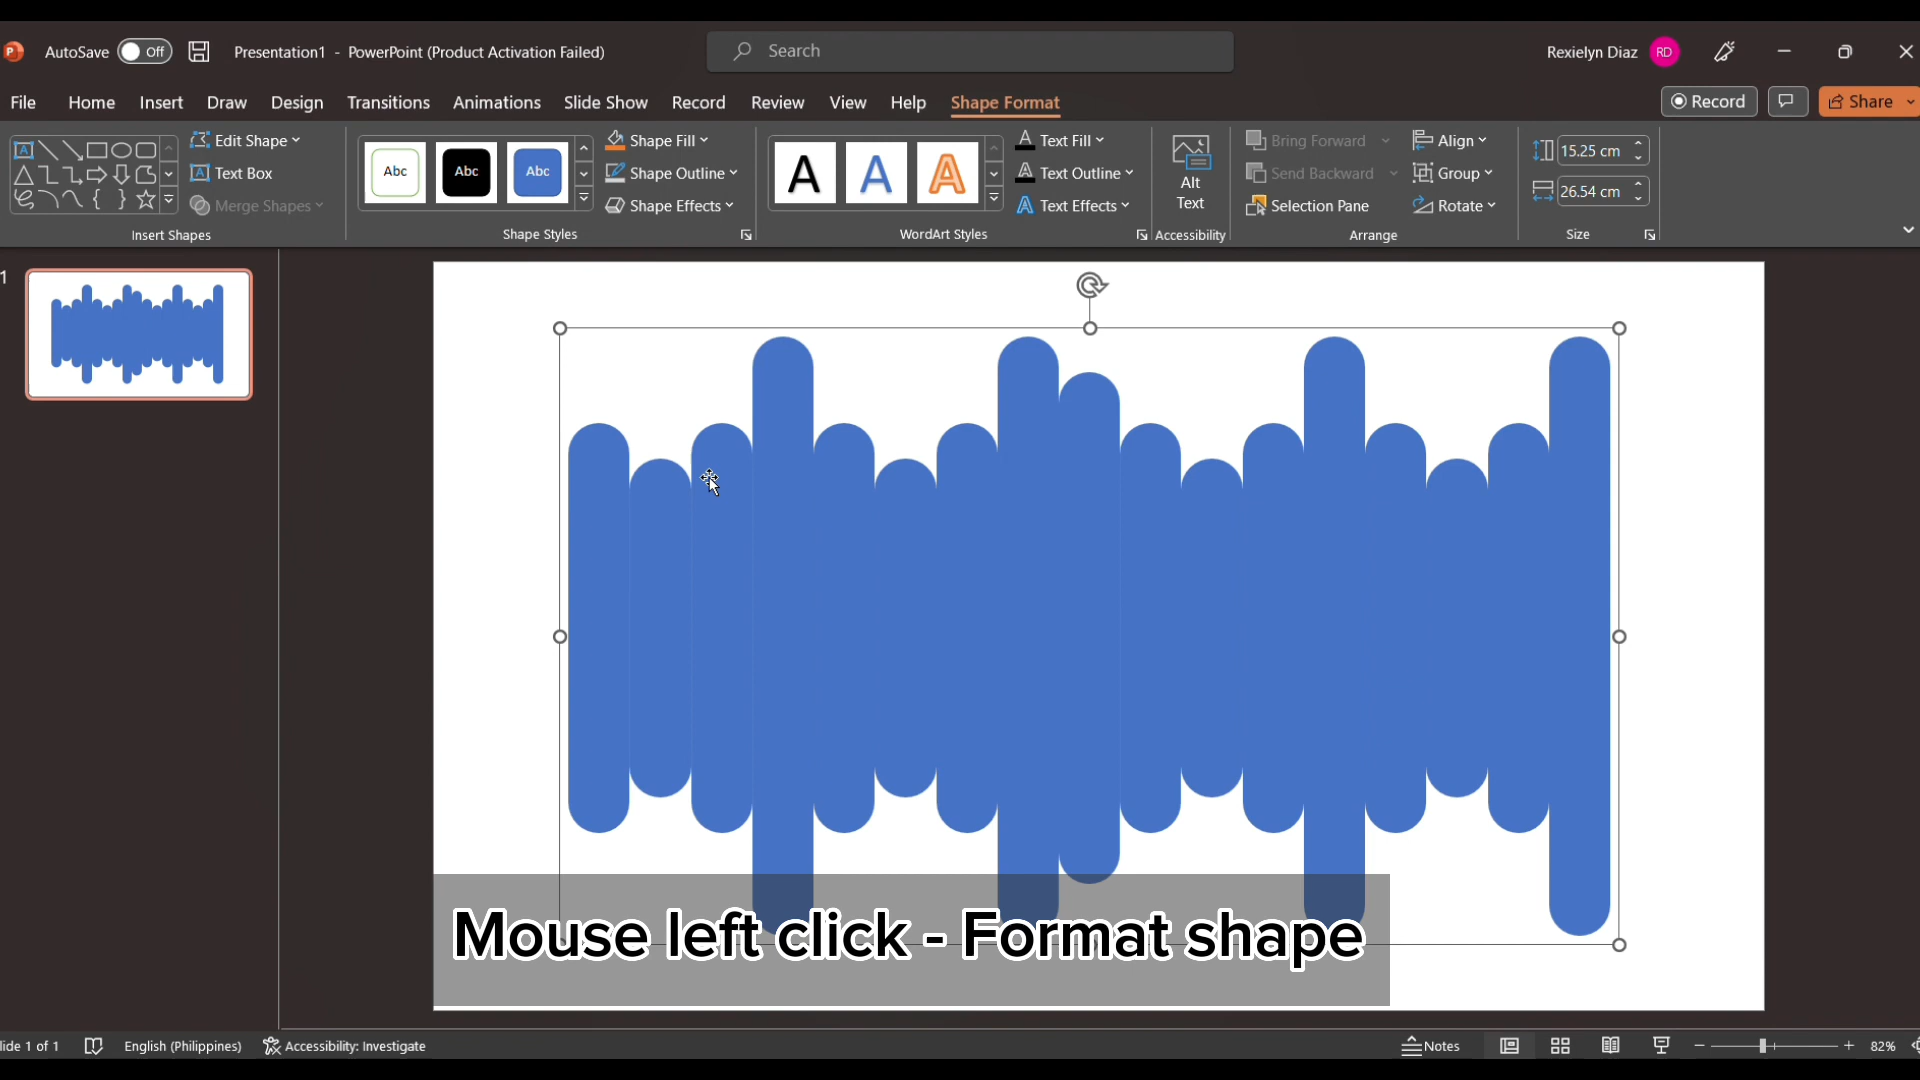 AutoSave Off Presentation1 - PowerPoint (Product Activation Failed) Search Rexielyn Diaz RD
File Home Insert Draw Design Transitions Animations Slide Show Record Review View Help Shape Format Record Share
Edit Shape
Text Box
Merge Shapes
Insert Shapes
Abc Abc Abc
Shape Fill
Shape Outline
Shape Effects
Shape Styles
A A A
Text Fill
Text Outline
Text Effects
WordArt Styles
Alt
Text
Accessibility
Bring Forward
Send Backward
Selection Pane
Align
Group
Rotate
Arrange
15.25 cm
26.54 cm
Size
1
Mouse left click - Format shape
lide 1 of 1 English (Philippines) Accessibility: Investigate Notes 82%